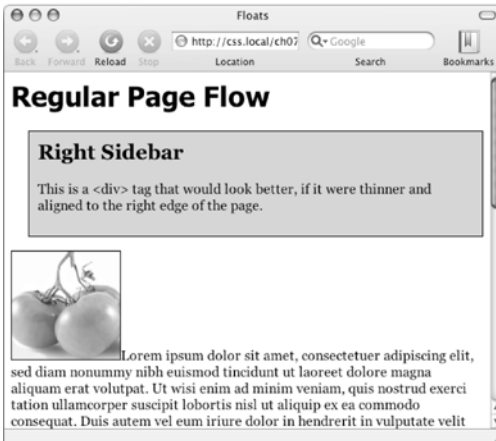 Floats
http://css.local/ch07
Google
Back Forward Reload Stop Location Search Bookmarks
Regular Page Flow
Right Sidebar
This is a <div> tag that would look better, if it were thinner and
aligned to the right edge of the page.
Lorem ipsum dolor sit amet, consectetuer adipiscing elit,
sed diam nonummy nibh euismod tincidunt ut laoreet dolore magna
aliquam erat volutpat. Ut wisi enim ad minim veniam, quis nostrud exerci
tation ullamcorper suscipit lobortis nisl ut aliquip ex ea commodo
consequat. Duis autem vel eum iriure dolor in hendrerit in vulputate velit